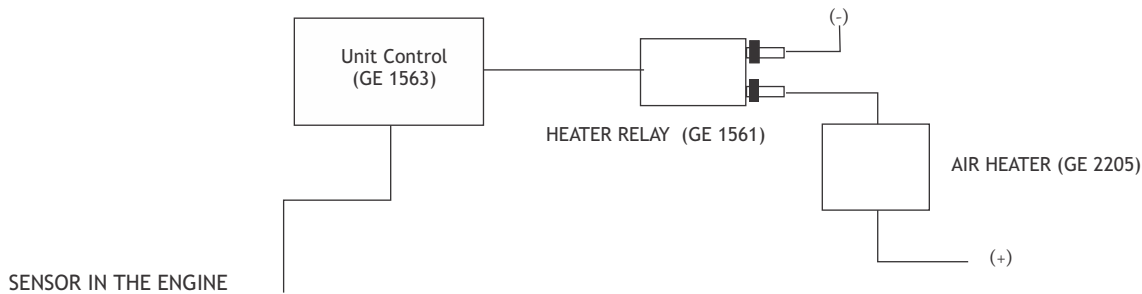 (-)
Unit Control
(GE 1563)
HEATER RELAY (GE 1561)
AIR HEATER (GE 2205)
(+)
SENSOR IN THE ENGINE